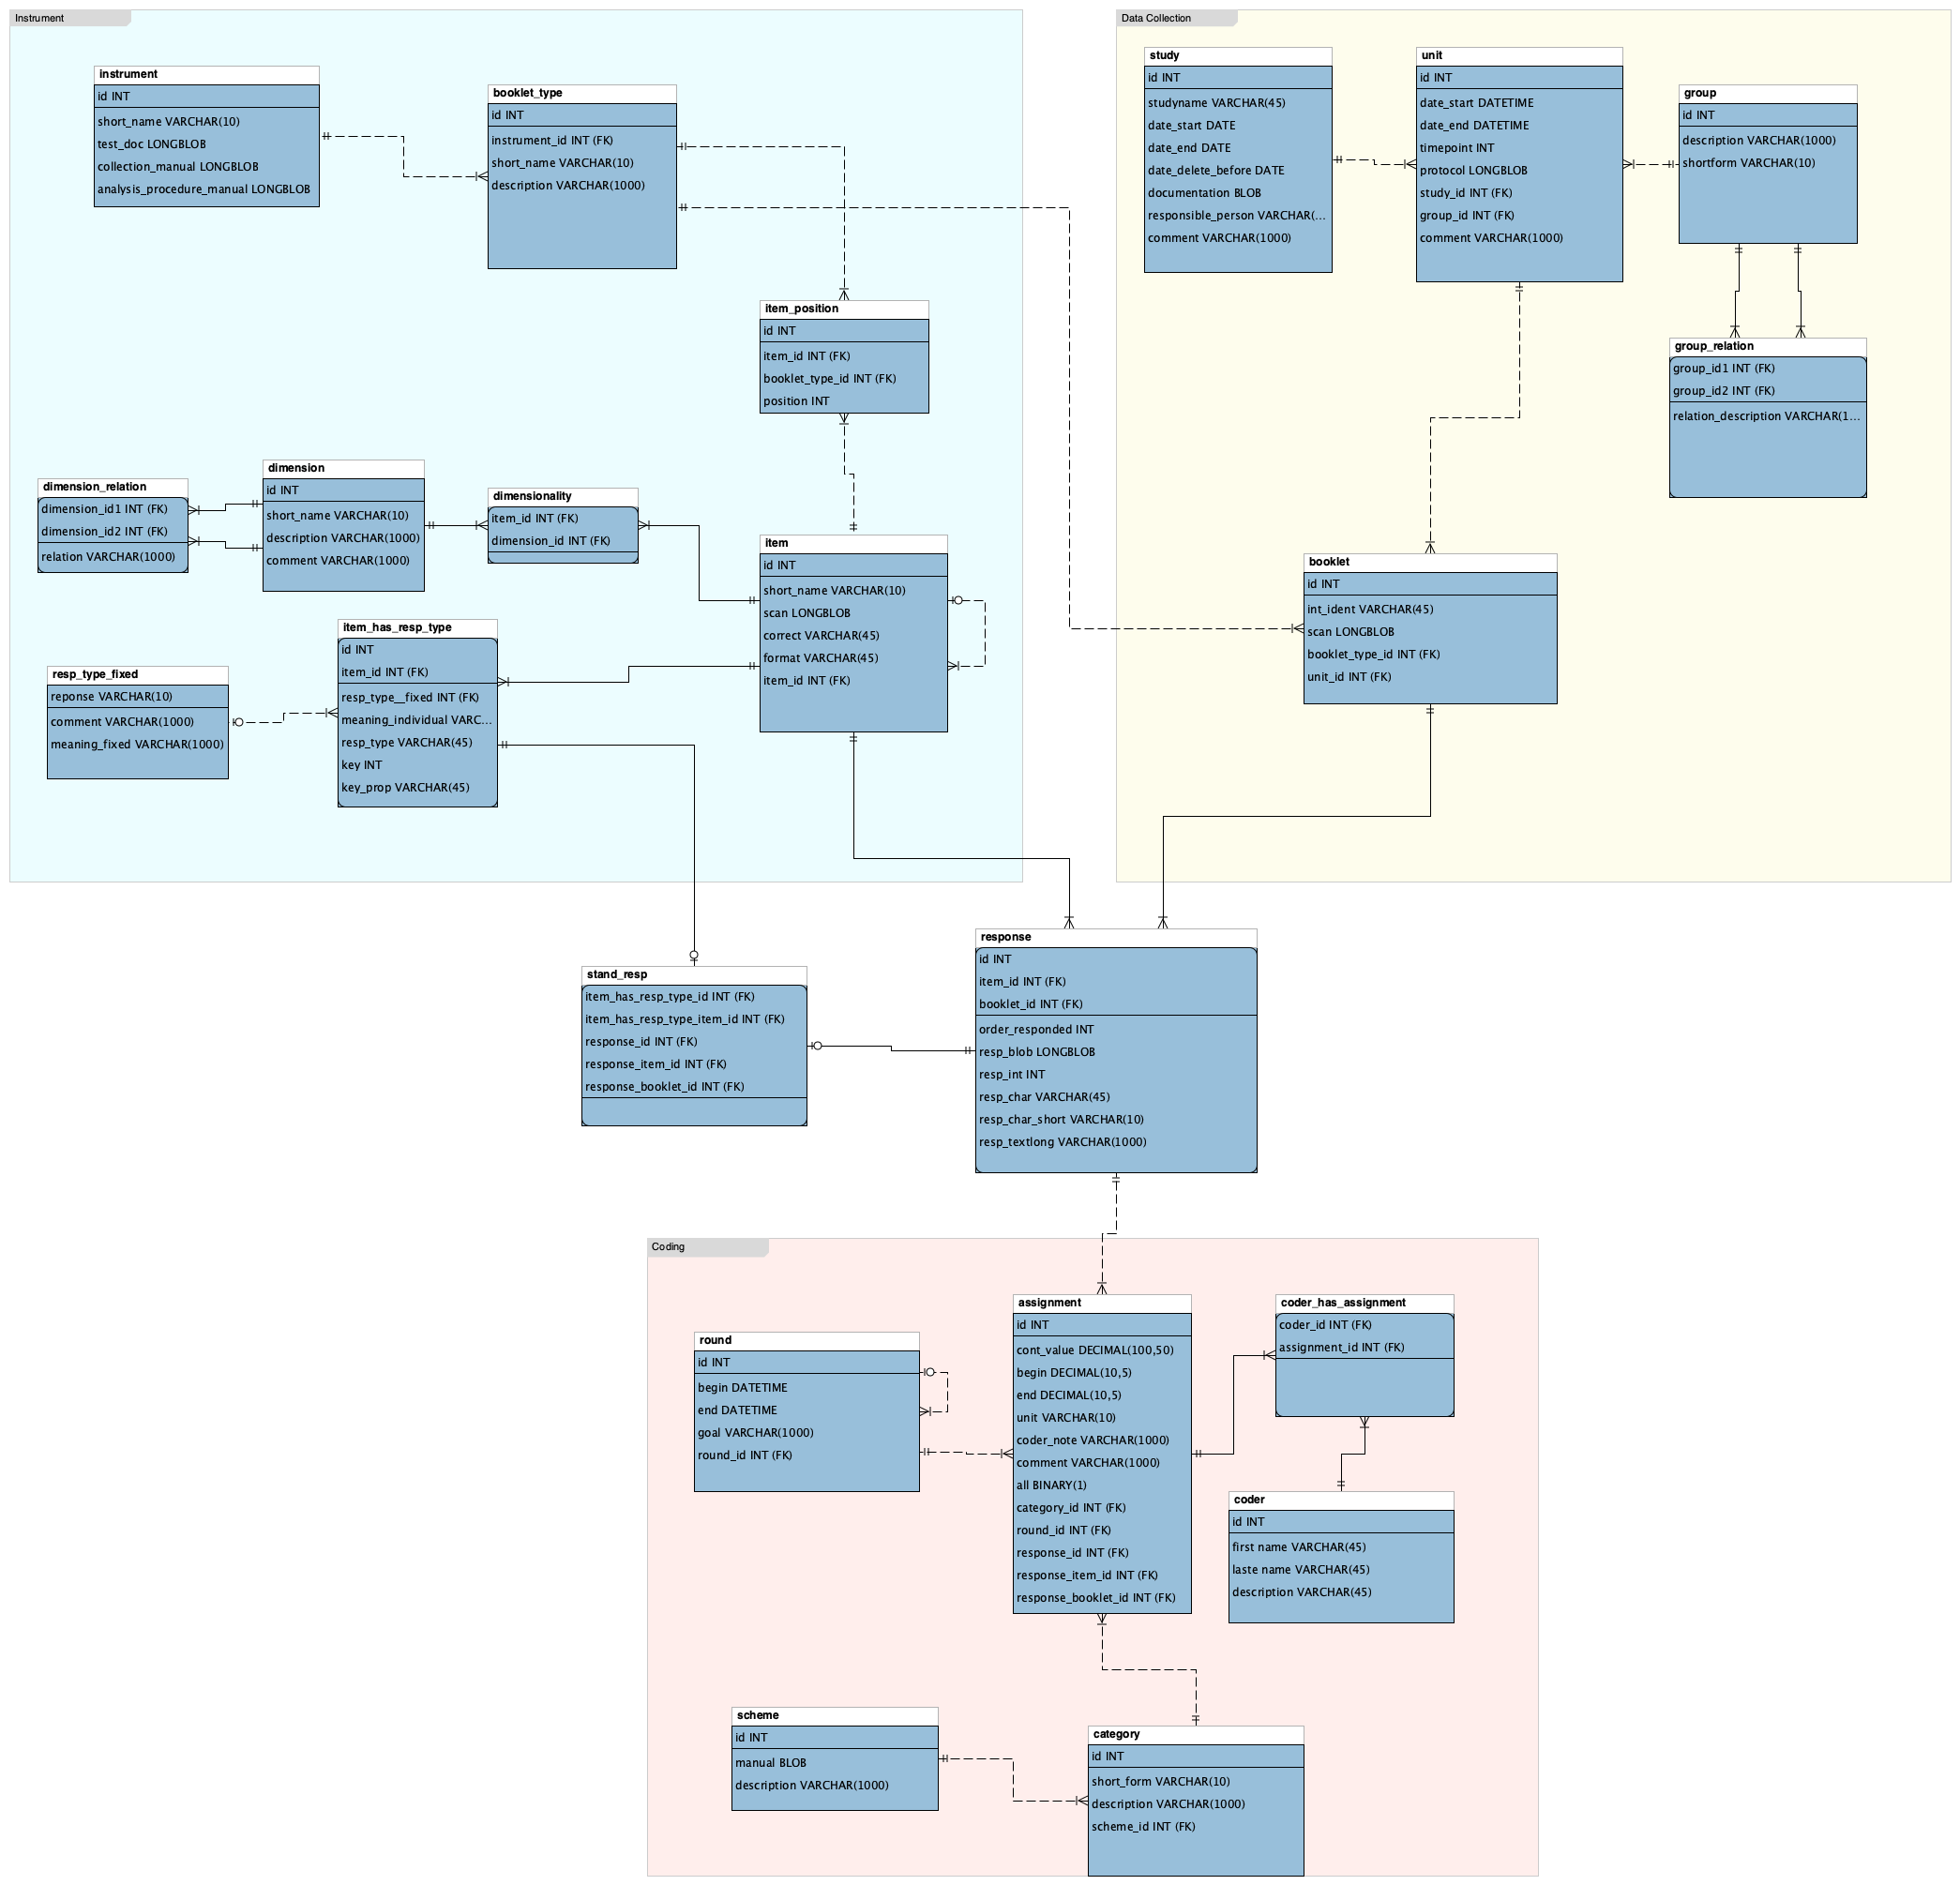 Instrument
instrument
id INT
short_name VARCHAR(10)
test_doc LONGBLOB
collection_manual LONGBLOB
analysis_procedure_manual LONGBLOB
booklet_type
id INT
instrument_id INT (FK)
short_name VARCHAR(10)
description VARCHAR(1000)
item_position
id INT
item_id INT (FK)
booklet_type_id INT (FK)
position INT
dimension_relation
dimension_id1 INT (FK)
dimension_id2 INT (FK)
relation VARCHAR(1000)
dimension
id INT
short_name VARCHAR(10)
description VARCHAR(1000)
comment VARCHAR(1000)
dimensionality
item_id INT (FK)
dimension_id INT (FK)
item
id INT
short_name VARCHAR(10)
scan LONGBLOB
correct VARCHAR(45)
format VARCHAR(45)
item_id INT (FK)
item_has_resp_type
id INT
item_id INT (FK)
resp_type__fixed INT (FK)
meaning_individual VARC...
resp_type VARCHAR(45)
key INT
key_prop VARCHAR(45)
resp_type_fixed
reponse VARCHAR(10)
comment VARCHAR(1000)
meaning_fixed VARCHAR(1000)
Data Collection
study
id INT
studyname VARCHAR(45)
date_start DATE
date_end DATE
date_delete_before DATE
documentation BLOB
responsible_person VARCHAR(...
comment VARCHAR(1000)
unit
id INT
date_start DATETIME
date_end DATETIME
timepoint INT
protocol LONGBLOB
study_id INT (FK)
group_id INT (FK)
comment VARCHAR(1000)
group
id INT
description VARCHAR(1000)
shortform VARCHAR(10)
group_relation
group_id1 INT (FK)
group_id2 INT (FK)
relation_description VARCHAR(1...
booklet
id INT
int_ident VARCHAR(45)
scan LONGBLOB
booklet_type_id INT (FK)
unit_id INT (FK)
stand_resp
item_has_resp_type_id INT (FK)
item_has_resp_type_item_id INT (FK)
response_id INT (FK)
response_item_id INT (FK)
response_booklet_id INT (FK)
response
id INT
item_id INT (FK)
booklet_id INT (FK)
order_responded INT
resp_blob LONGBLOB
resp_int INT
resp_char VARCHAR(45)
resp_char_short VARCHAR(10)
resp_textlong VARCHAR(1000)
Coding
round
id INT
begin DATETIME
end DATETIME
goal VARCHAR(1000)
round_id INT (FK)
assignment
id INT
cont_value DECIMAL(100,50)
begin DECIMAL(10,5)
end DECIMAL(10,5)
unit VARCHAR(10)
coder_note VARCHAR(1000)
comment VARCHAR(1000)
all BINARY(1)
category_id INT (FK)
round_id INT (FK)
response_id INT (FK)
response_item_id INT (FK)
response_booklet_id INT (FK)
coder_has_assignment
coder_id INT (FK)
assignment_id INT (FK)
coder
id INT
first name VARCHAR(45)
laste name VARCHAR(45)
description VARCHAR(45)
scheme
id INT
manual BLOB
description VARCHAR(1000)
category
id INT
short_form VARCHAR(10)
description VARCHAR(1000)
scheme_id INT (FK)